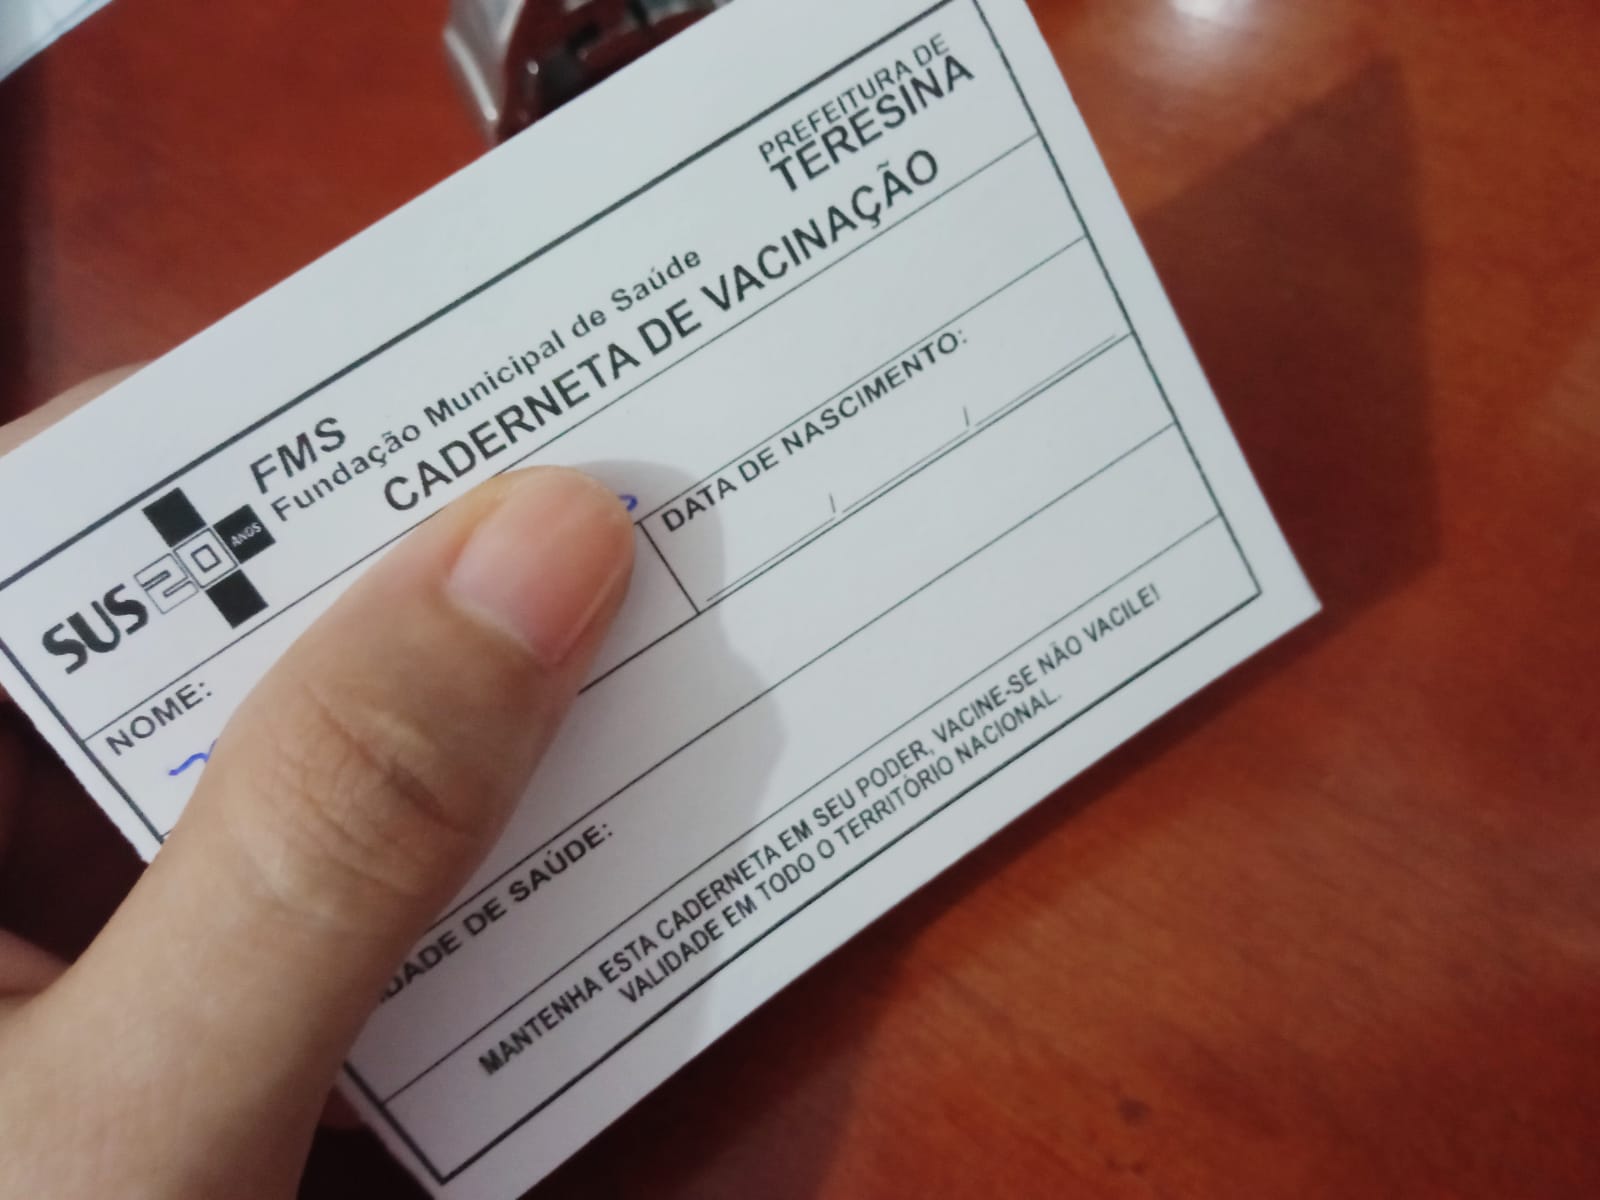 PREFEITURA DE
TERESINA
SUS 20 ANOS
FMS
Fundação Municipal de Saúde
CADERNETA DE VACINAÇÃO
NOME:
DATA DE NASCIMENTO:
/ /
DADE DE SAÚDE:
MANTENHA ESTA CADERNETA EM SEU PODER, VACINE-SE NÃO VACILE!
VALIDADE EM TODO O TERRITÓRIO NACIONAL.